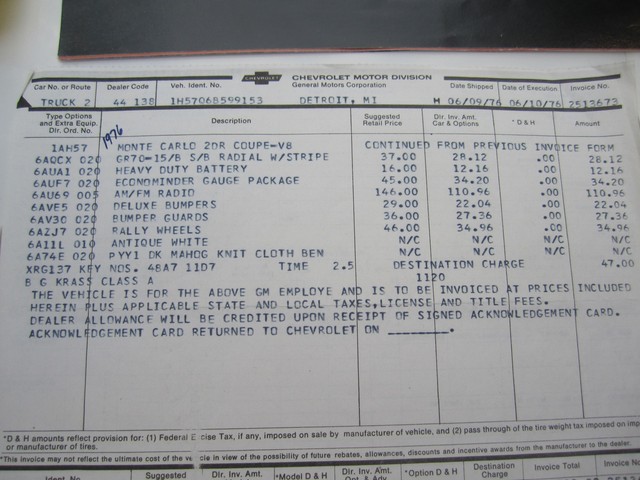 CHEVROLET CHEVROLET MOTOR DIVISION
General Motors Corporation
Car No. or Route Dealer Code Veh. Ident. No. Date Shipped Date of Execution Invoice No.
TRUCK 2 44 138 1H57Q6B599153 DETROIT, MI M 06/09/76 06/10/76 2513673
Type Options and Extra Equip. Dlr. Ord. No. Description Suggested Retail Price Dlr. Inv. Amt. Car & Options *D & H Amount
1976
1AH57 MONTE CARLO 2DR COUPE-V8 CONTINUED FROM PREVIOUS INVOICE FORM
6AQCX 020 GR70-15/B S/B RADIAL W/STRIPE 37.00 28.12 .00 28.12
6AUA1 020 HEAVY DUTY BATTERY 16.00 12.16 .00 12.16
6AUF7 020 ECONOMINDER GAUGE PACKAGE 45.00 34.20 .00 34.20
6AU69 005 AM/FM RADIO 146.00 110.96 .00 110.96
6AVE5 020 DELUXE BUMPERS 29.00 22.04 .00 22.04
6AV30 020 BUMPER GUARDS 36.00 27.36 .00 27.36
6AZJ7 020 RALLY WHEELS 46.00 34.96 .00 34.96
6A11L 010 ANTIQUE WHITE N/C N/C N/C
6A74E 020 PYY1 DK MAHOG KNIT CLOTH BEN N/C N/C N/C
XRG137 KEY NOS. 48A7 11D7 TIME 2.5 DESTINATION CHARGE 47.00
B G KRASS CLASS A 1120
THE VEHICLE IS FOR THE ABOVE GM EMPLOYE AND IS TO BE INVOICED AT PRICES INCLUDED
HEREIN PLUS APPLICABLE STATE AND LOCAL TAXES,LICENSE AND TITLE FEES.
DEALER ALLOWANCE WILL BE CREDITED UPON RECEIPT OF SIGNED ACKNOWLEDGEMENT CARD.
ACKNOWLEDGEMENT CARD RETURNED TO CHEVROLET ON ________.
*D & H amounts reflect provision for: (1) Federal Excise Tax, if any, imposed on sale by manufacturer of vehicle, and (2) pass through of the tire weight tax imposed on
or manufacturer of tires.
*This invoice may not reflect the ultimate cost of the vehicle in view of the possibility of future rebates, allowances, discounts and incentive awards from the manufacturer to the dealer.
Ident. No. Suggested Dlr. Inv. Amt. *Model D & H Dlr. Inv. Amt. *Option D & H Destination Charge Invoice Total Invoice No